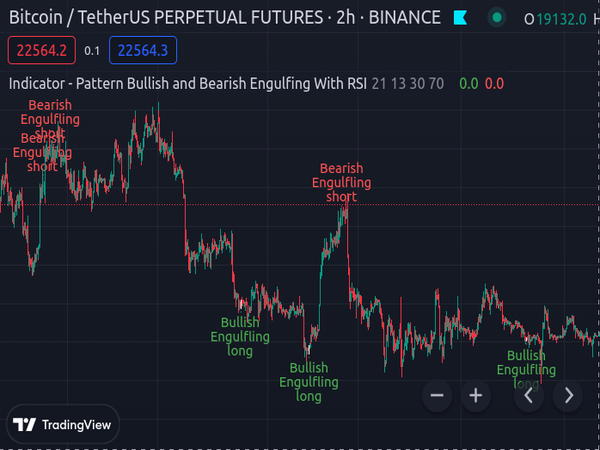 Bitcoin / TetherUS PERPETUAL FUTURES · 2h · BINANCE O19132.0 H
22564.2 0.1 22564.3
Indicator - Pattern Bullish and Bearish Engulfing With RSI 21 13 30 70 0.0 0.0
Bearish
Engulfling
short
Bearish
Engulfling
short
Bearish
Engulfling
short
Bullish
Engulfling
long
Bullish
Engulfling
long
Bullish
Engulfling
long
TradingView